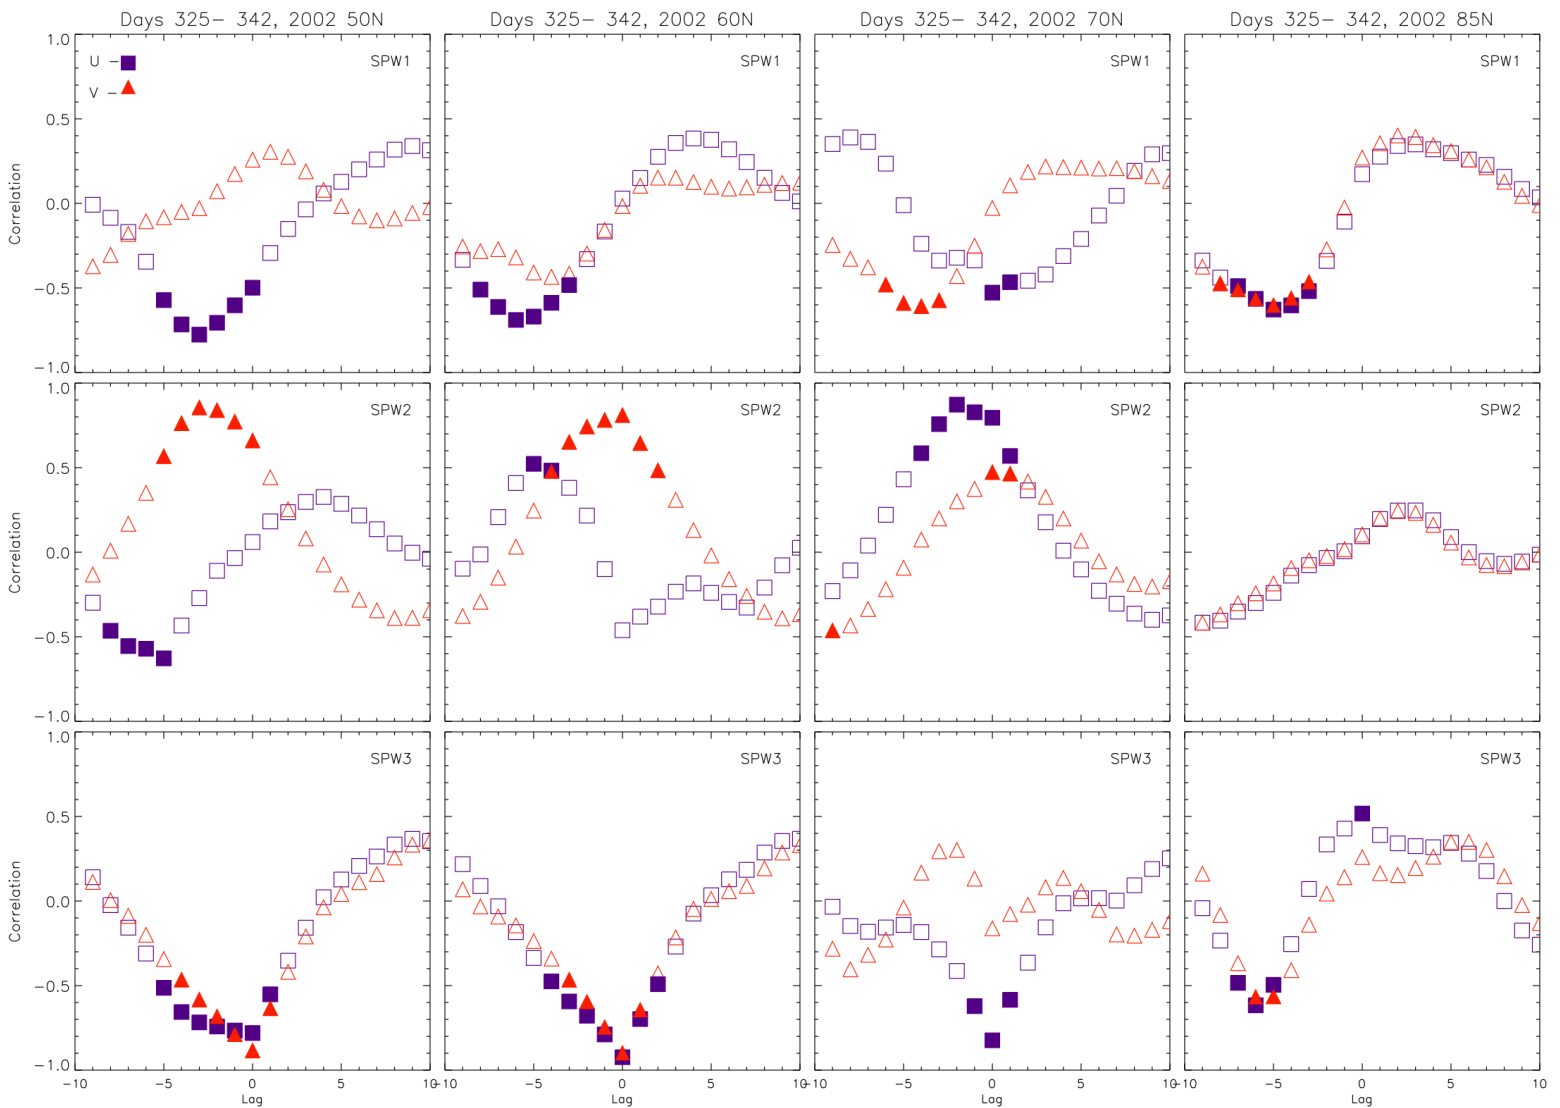 Days 325− 342, 2002 50N
Days 325− 342, 2002 60N
Days 325− 342, 2002 70N
Days 325− 342, 2002 85N
1.0
0.5
0.0
−0.5
−1.0
Correlation
U −
V −
SPW1
SPW1
SPW1
SPW1
1.0
0.5
0.0
−0.5
−1.0
Correlation
SPW2
SPW2
SPW2
SPW2
1.0
0.5
0.0
−0.5
−1.0
Correlation
SPW3
SPW3
SPW3
SPW3
−10 −5 0 5 10
−10 −5 0 5 10
−10 −5 0 5 10
−10 −5 0 5 10
Lag
Lag
Lag
Lag